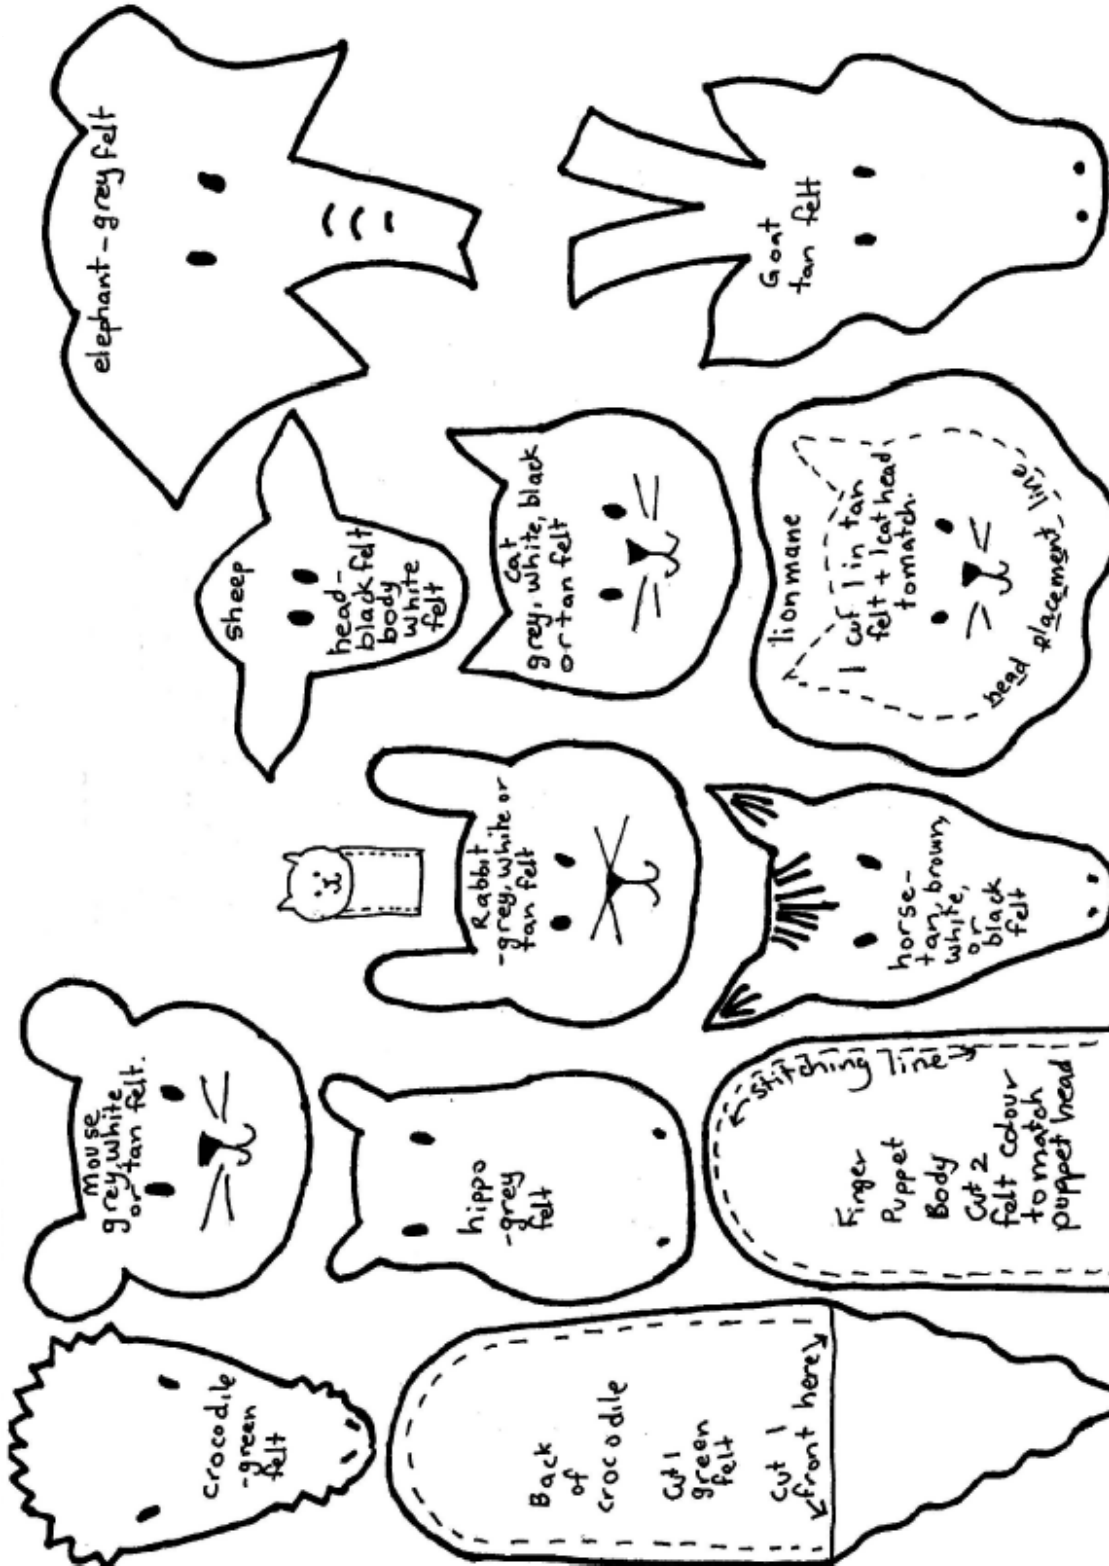 elephant-grey felt
Goat
tan felt
sheep
head-
black felt
body
white
felt
cat
grey, white, black
or tan felt
lion mane
1 cut 1 in tan
felt + 1 cat head
to match.
head placement line
Rabbit
-grey, white or
tan felt
horse-
tan, brown,
white,
or
black
felt
Mouse
grey, white
or tan felt.
hippo
-grey
felt
stitching line
Finger
Puppet
Body
Cut 2
felt colour
to match
puppet head
crocodile
-green
felt
Back
of
crocodile
Cut 1
green
felt
cut 1
front here